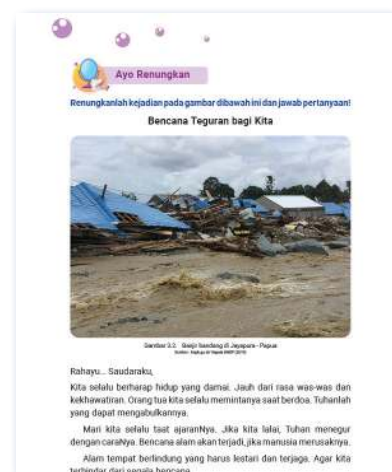 Ayo Renungkan
Renungkanlah kejadian pada gambar dibawah ini dan jawab pertanyaan!
Bencana Teguran bagi Kita
Gambar 3.2. Banjir bandang di Jayapura - Papua
Rahayu... Saudaraku,
Kita selalu berharap hidup yang damai. Jauh dari rasa was-was dan
kekhawatiran. Orang tua kita selalu memintanya saat berdoa. Tuhanlah
yang dapat mengabulkannya.
Mari kita selalu taat ajaranNya. Jika kita lalai, Tuhan menegur
dengan caraNya. Bencana alam akan terjadi, jika manusia merusaknya.
Alam tempat berlindung yang harus lestari dan terjaga. Agar kita
terhindar dari segala bencana.